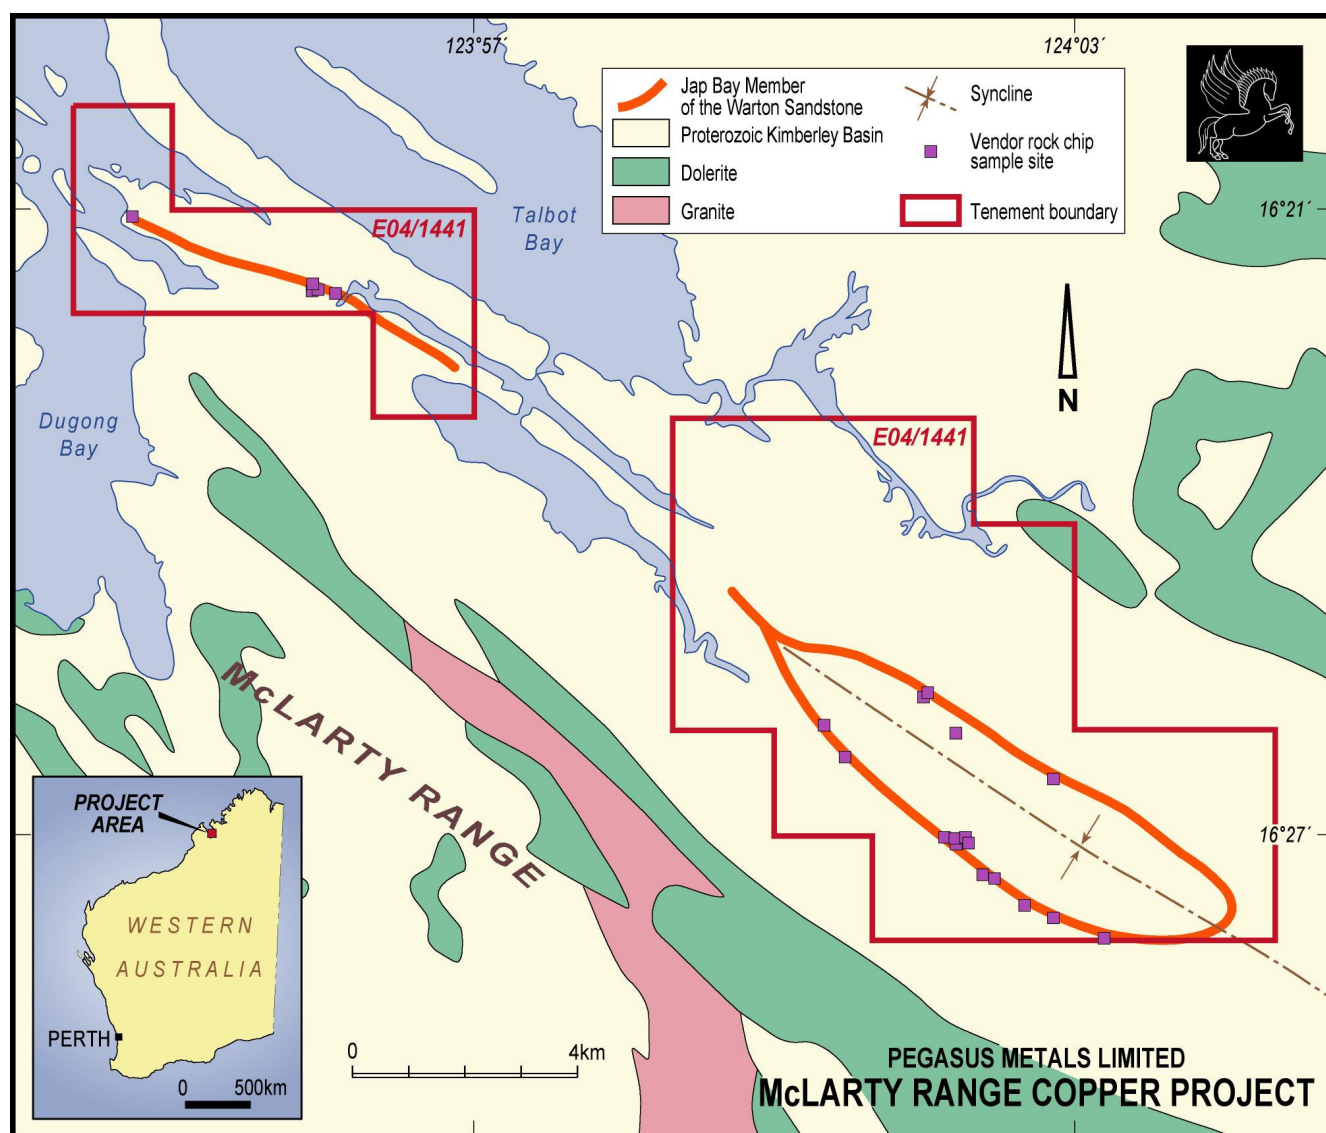 123°57´
124°03´
Jap Bay Member
of the Warton Sandstone
Proterozoic Kimberley Basin
Dolerite
Granite
Syncline
Vendor rock chip
sample site
Tenement boundary
16°21´
E04/1441
Talbot
Bay
N
Dugong
Bay
E04/1441
McLARTY RANGE
16°27´
PROJECT
AREA
WESTERN
AUSTRALIA
PERTH
0 500km
0 4km
PEGASUS METALS LIMITED
McLARTY RANGE COPPER PROJECT